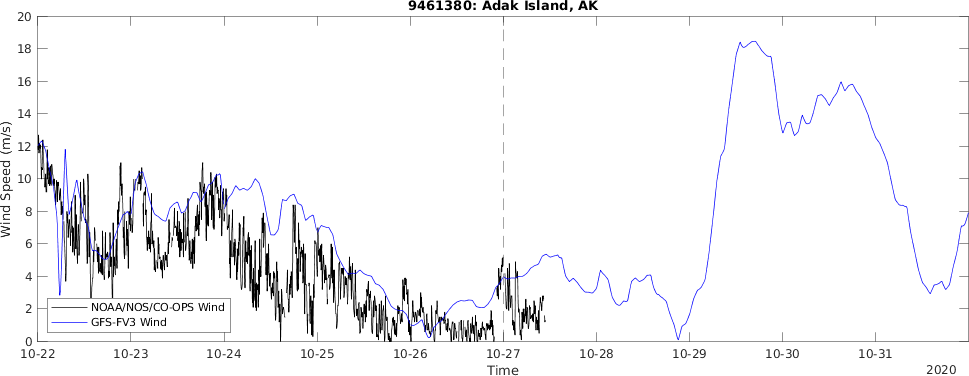 9461380: Adak Island, AK
20
18
16
14
12
10
8
6
4
2
0
Wind Speed (m/s)
NOAA/NOS/CO-OPS Wind
GFS-FV3 Wind
10-22 10-23 10-24 10-25 10-26 10-27 10-28 10-29 10-30 10-31
Time
2020